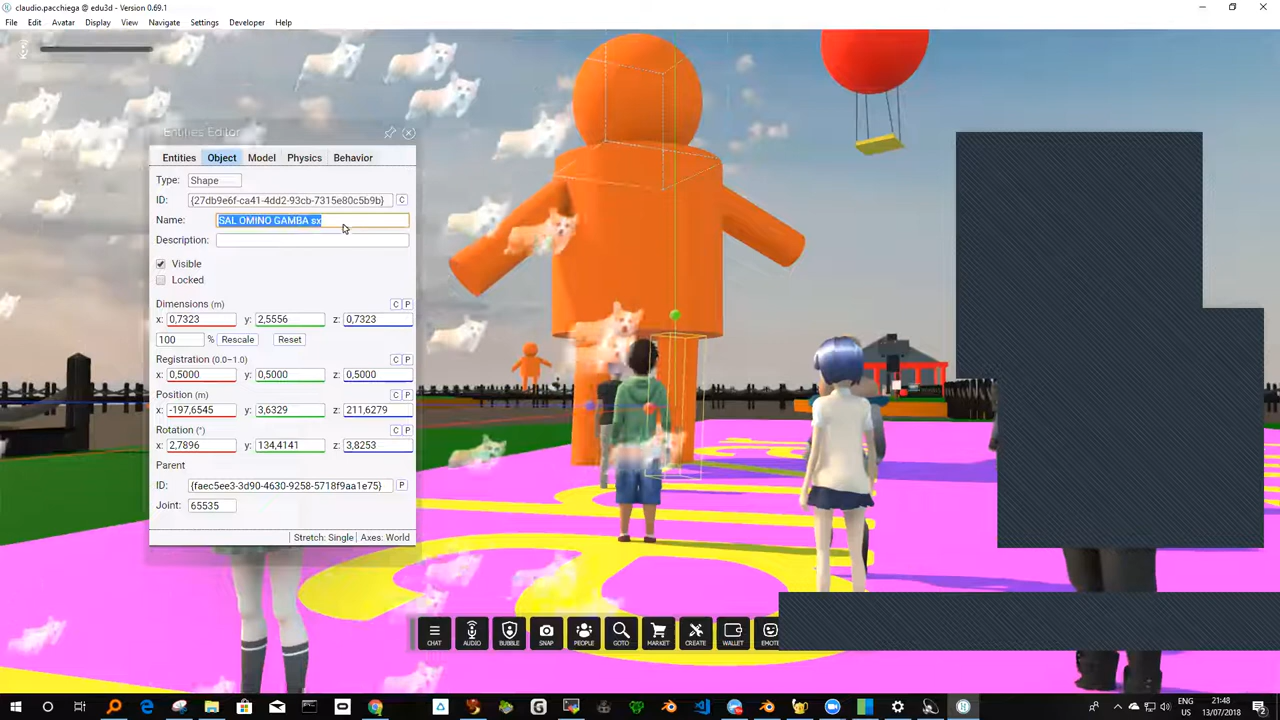 claudio.pacchiega @ edu3d - Version 0.69.1
File Edit Avatar Display View Navigate Settings Developer Help
Entities Editor
Entities Object Model Physics Behavior
Type: Shape
ID: {27db9e6f-ca41-4dd2-93cb-7315e80c5b9b} C
Name: SAL OMINO GAMBA sx
Description:
Visible
Locked
Dimensions (m) C P
x: 0,7323 y: 2,5556 z: 0,7323
100 % Rescale Reset
Registration (0.0–1.0) C P
x: 0,5000 y: 0,5000 z: 0,5000
Position (m) C P
x: -197,6545 y: 3,6329 z: 211,6279
Rotation (°) C P
x: 2,7896 y: 134,4141 z: 3,8253
Parent
ID: {faec5ee3-3d90-4630-9258-5718f9aa1e75} P
Joint: 65535
Stretch: Single Axes: World
CHAT AUDIO BUBBLE SNAP PEOPLE GOTO MARKET CREATE WALLET EMOTE
ENG 21:48
US 13/07/2018 2